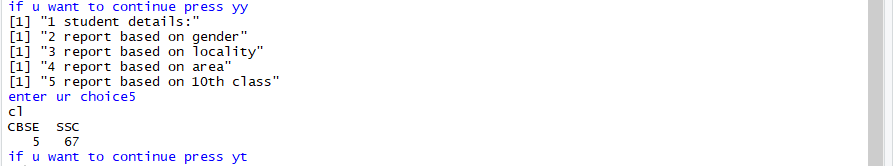 if u want to continue press yy
[1] "1 student details:"
[1] "2 report based on gender"
[1] "3 report based on locality"
[1] "4 report based on area"
[1] "5 report based on 10th class"
enter ur choice5
cl
CBSE  SSC
   5   67
if u want to continue press yt